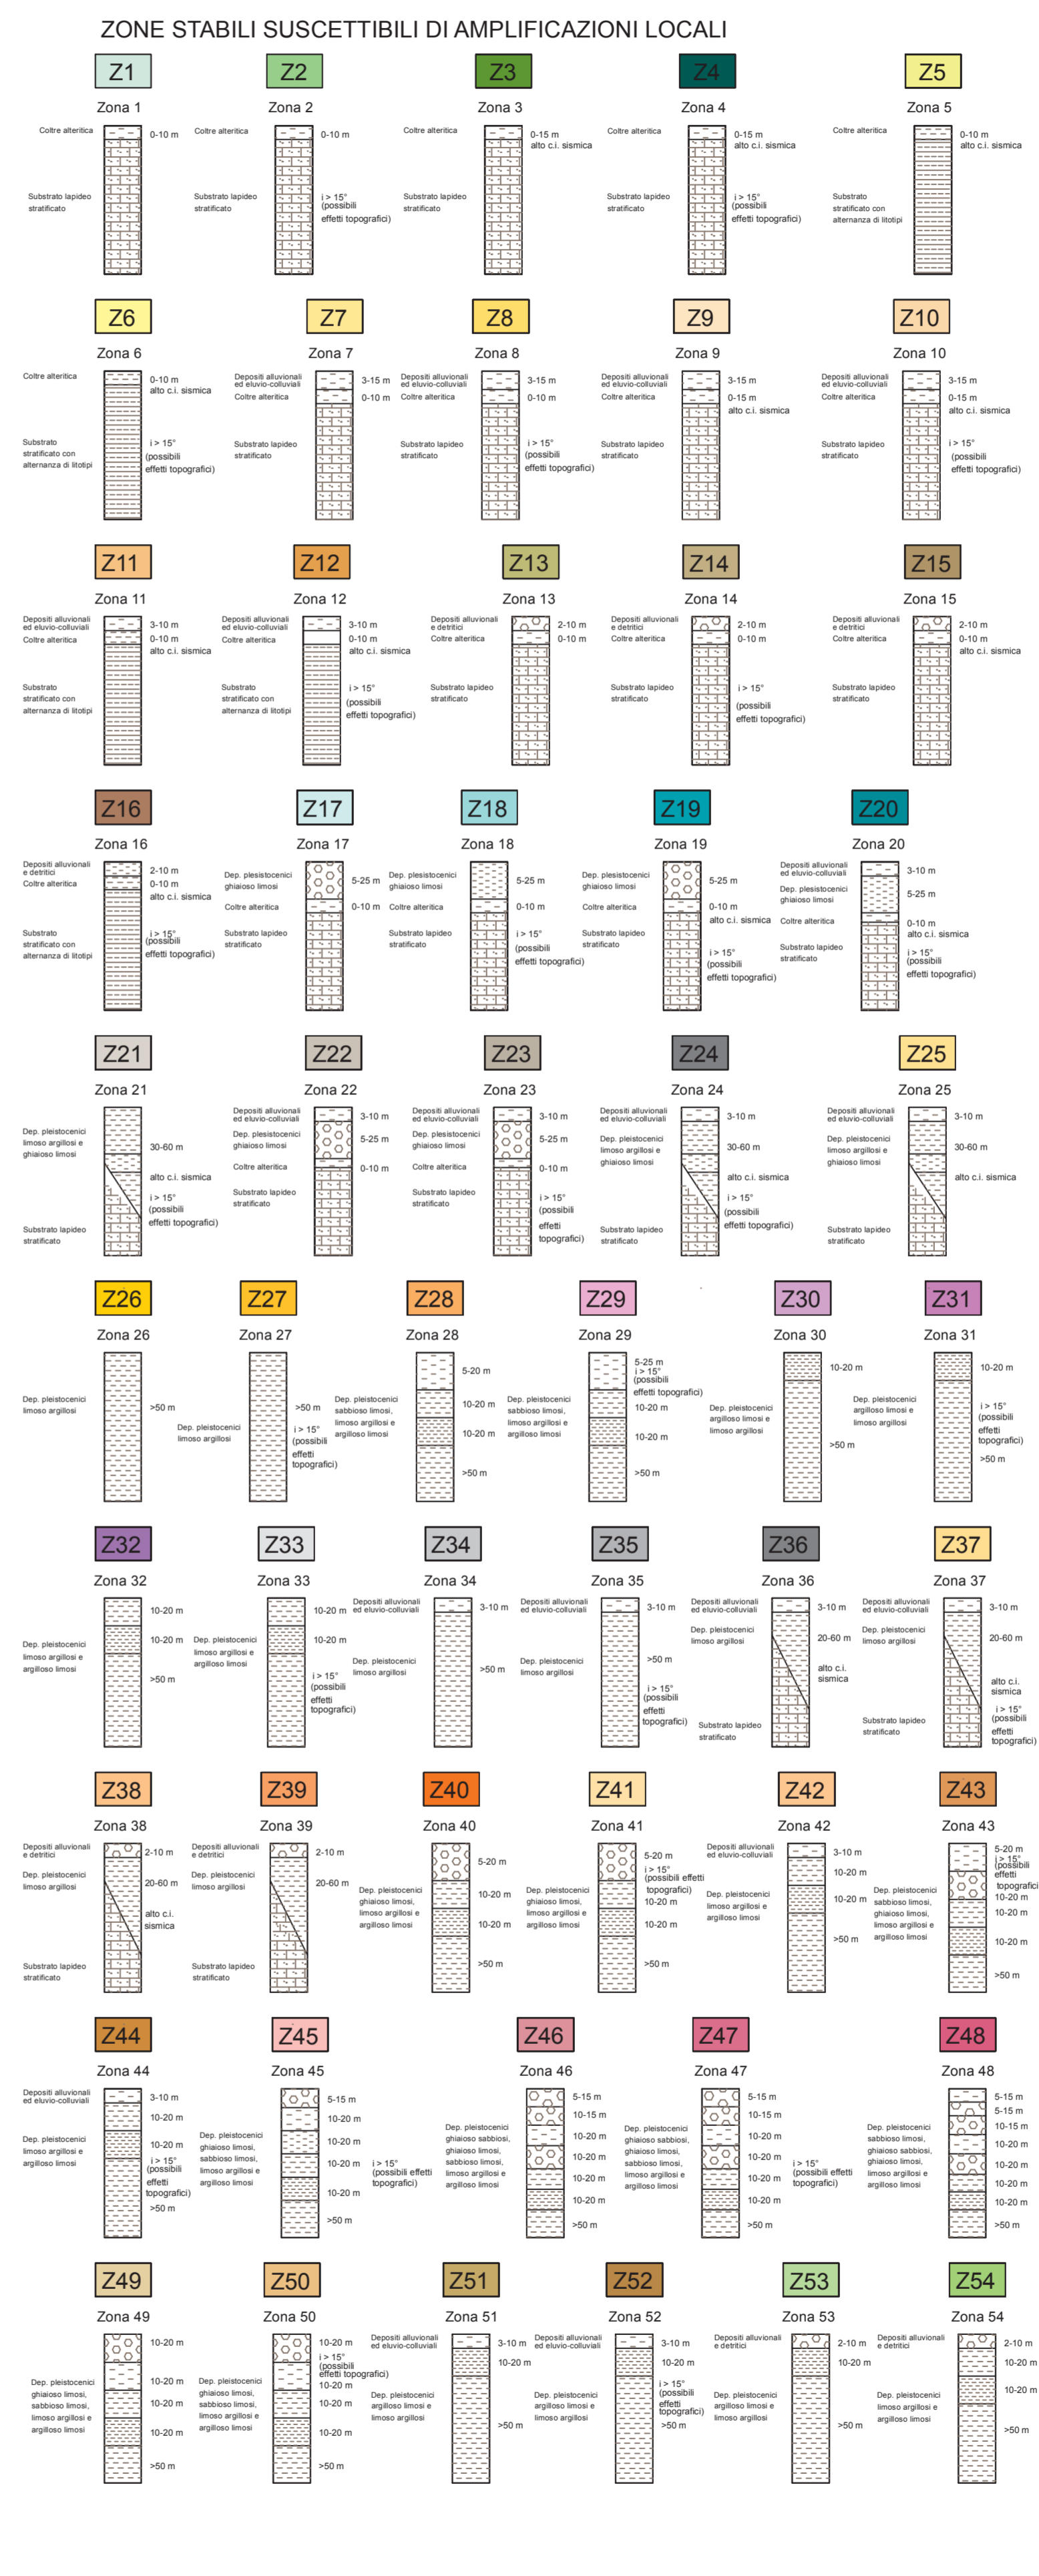 ZONE STABILI SUSCETTIBILI DI AMPLIFICAZIONI LOCALI
Z1
Zona 1
Coltre alteritica
0-10 m
Substrato lapideo
stratificato
Z2
Zona 2
Coltre alteritica
0-10 m
Substrato lapideo
stratificato
i > 15°
(possibili
effetti topografici)
Z3
Zona 3
Coltre alteritica
0-15 m
alto c.i. sismica
Substrato lapideo
stratificato
Z4
Zona 4
Coltre alteritica
0-15 m
alto c.i. sismica
Substrato lapideo
stratificato
i > 15°
(possibili
effetti topografici)
Z5
Zona 5
Coltre alteritica
0-10 m
alto c.i. sismica
Substrato
stratificato con
alternanza di litotipi
Z6
Zona 6
Coltre alteritica
0-10 m
alto c.i. sismica
Substrato
stratificato con
alternanza di litotipi
i > 15°
(possibili
effetti topografici)
Z7
Zona 7
Depositi alluvionali
ed eluvio-colluviali
Coltre alteritica
3-15 m
0-10 m
Substrato lapideo
stratificato
Z8
Zona 8
Depositi alluvionali
ed eluvio-colluviali
Coltre alteritica
3-15 m
0-10 m
Substrato lapideo
stratificato
i > 15°
(possibili
effetti topografici)
Z9
Zona 9
Depositi alluvionali
ed eluvio-colluviali
Coltre alteritica
3-15 m
0-15 m
alto c.i. sismica
Substrato lapideo
stratificato
Z10
Zona 10
Depositi alluvionali
ed eluvio-colluviali
Coltre alteritica
3-15 m
0-15 m
alto c.i. sismica
Substrato lapideo
stratificato
i > 15°
(possibili
effetti topografici)
Z11
Zona 11
Depositi alluvionali
ed eluvio-colluviali
Coltre alteritica
3-10 m
0-10 m
alto c.i. sismica
Substrato
stratificato con
alternanza di litotipi
Z12
Zona 12
Depositi alluvionali
ed eluvio-colluviali
Coltre alteritica
3-10 m
0-10 m
alto c.i. sismica
Substrato
stratificato con
alternanza di litotipi
i > 15°
(possibili
effetti topografici)
Z13
Zona 13
Depositi alluvionali
e detritici
Coltre alteritica
2-10 m
0-10 m
Substrato lapideo
stratificato
Z14
Zona 14
Depositi alluvionali
e detritici
Coltre alteritica
2-10 m
0-10 m
Substrato lapideo
stratificato
i > 15°
(possibili
effetti topografici)
Z15
Zona 15
Depositi alluvionali
e detritici
Coltre alteritica
2-10 m
0-10 m
alto c.i. sismica
Substrato lapideo
stratificato
Z16
Zona 16
Depositi alluvionali
e detritici
Coltre alteritica
2-10 m
0-10 m
alto c.i. sismica
Substrato
stratificato con
alternanza di litotipi
i > 15°
(possibili
effetti topografici)
Z17
Zona 17
Dep. plesistocenici
ghiaioso limosi
Coltre alteritica
5-25 m
0-10 m
Substrato lapideo
stratificato
Z18
Zona 18
Dep. plesistocenici
ghiaioso limosi
Coltre alteritica
5-25 m
0-10 m
Substrato lapideo
stratificato
i > 15°
(possibili
effetti topografici)
Z19
Zona 19
Dep. plesistocenici
ghiaioso limosi
Coltre alteritica
5-25 m
0-10 m
alto c.i. sismica
Substrato lapideo
stratificato
i > 15°
(possibili
effetti topografici)
Z20
Zona 20
Depositi alluvionali
ed eluvio-colluviali
Dep. plesistocenici
ghiaioso limosi
Coltre alteritica
Substrato lapideo
stratificato
3-10 m
5-25 m
0-10 m
alto c.i. sismica
i > 15°
(possibili
effetti topografici)
Z21
Zona 21
Dep. pleistocenici
limoso argillosi e
ghiaioso limosi
Substrato lapideo
stratificato
30-60 m
alto c.i. sismica
i > 15°
(possibili
effetti topografici)
Z22
Zona 22
Depositi alluvionali
ed eluvio-colluviali
Dep. plesistocenici
ghiaioso limosi
Coltre alteritica
Substrato lapideo
stratificato
3-10 m
5-25 m
0-10 m
Z23
Zona 23
Depositi alluvionali
ed eluvio-colluviali
Dep. plesistocenici
ghiaioso limosi
Coltre alteritica
Substrato lapideo
stratificato
3-10 m
5-25 m
0-10 m
i > 15°
(possibili
effetti
topografici)
Z24
Zona 24
Depositi alluvionali
ed eluvio-colluviali
Dep. pleistocenici
limoso argillosi e
ghiaioso limosi
Substrato lapideo
stratificato
3-10 m
30-60 m
alto c.i. sismica
i > 15°
(possibili
effetti topografici)
Z25
Zona 25
Depositi alluvionali
ed eluvio-colluviali
Dep. pleistocenici
limoso argillosi e
ghiaioso limosi
Substrato lapideo
stratificato
3-10 m
30-60 m
alto c.i. sismica
Z26
Zona 26
Dep. pleistocenici
limoso argillosi
>50 m
Z27
Zona 27
Dep. pleistocenici
limoso argillosi
>50 m
i > 15°
(possibili
effetti
topografici)
Z28
Zona 28
Dep. pleistocenici
sabbioso limosi,
limoso argillosi e
argilloso limosi
5-20 m
10-20 m
10-20 m
>50 m
Z29
Zona 29
Dep. pleistocenici
sabbioso limosi,
limoso argillosi e
argilloso limosi
5-25 m
i > 15°
(possibili
effetti topografici)
10-20 m
10-20 m
>50 m
Z30
Zona 30
Dep. pleistocenici
argilloso limosi e
limoso argillosi
10-20 m
>50 m
Z31
Zona 31
Dep. pleistocenici
argilloso limosi e
limoso argillosi
10-20 m
i > 15°
(possibili
effetti
topografici)
>50 m
Z32
Zona 32
Dep. pleistocenici
limoso argillosi e
argilloso limosi
10-20 m
10-20 m
>50 m
Z33
Zona 33
Dep. pleistocenici
limoso argillosi e
argilloso limosi
10-20 m
10-20 m
i > 15°
(possibili
effetti
topografici)
Z34
Zona 34
Depositi alluvionali
ed eluvio-colluviali
Dep. pleistocenici
limoso argillosi
3-10 m
>50 m
Z35
Zona 35
Depositi alluvionali
ed eluvio-colluviali
Dep. pleistocenici
limoso argillosi
3-10 m
>50 m
i > 15°
(possibili
effetti
topografici)
Z36
Zona 36
Depositi alluvionali
ed eluvio-colluviali
Dep. pleistocenici
limoso argillosi
Substrato lapideo
stratificato
3-10 m
20-60 m
alto c.i.
sismica
Z37
Zona 37
Depositi alluvionali
ed eluvio-colluviali
Dep. pleistocenici
limoso argillosi
Substrato lapideo
stratificato
3-10 m
20-60 m
alto c.i.
sismica
i > 15°
(possibili
effetti
topografici)
Z38
Zona 38
Depositi alluvionali
e detritici
Dep. pleistocenici
limoso argillosi
Substrato lapideo
stratificato
2-10 m
20-60 m
alto c.i.
sismica
Z39
Zona 39
Depositi alluvionali
e detritici
Dep. pleistocenici
limoso argillosi
Substrato lapideo
stratificato
2-10 m
20-60 m
Z40
Zona 40
Dep. pleistocenici
ghiaioso limosi,
limoso argillosi e
argilloso limosi
5-20 m
10-20 m
10-20 m
>50 m
Z41
Zona 41
Dep. pleistocenici
ghiaioso limosi,
limoso argillosi e
argilloso limosi
5-20 m
i > 15°
(possibili effetti
topografici)
10-20 m
10-20 m
>50 m
Z42
Zona 42
Depositi alluvionali
ed eluvio-colluviali
Dep. pleistocenici
limoso argillosi e
argilloso limosi
3-10 m
10-20 m
10-20 m
>50 m
Z43
Zona 43
Dep. pleistocenici
sabbioso limosi,
ghiaioso limosi,
limoso argillosi e
argilloso limosi
5-20 m
i > 15°
(possibili
effetti
topografici
10-20 m
10-20 m
10-20 m
>50 m
Z44
Zona 44
Depositi alluvionali
ed eluvio-colluviali
Dep. pleistocenici
limoso argillosi e
argilloso limosi
3-10 m
10-20 m
10-20 m
i > 15°
(possibili
effetti
topografici)
>50 m
Z45
Zona 45
Dep. pleistocenici
ghiaioso limosi,
sabbioso limosi,
limoso argillosi e
argilloso limosi
5-15 m
10-20 m
10-20 m
10-20 m
10-20 m
>50 m
i > 15°
(possibili effetti
topografici)
Z46
Zona 46
Dep. pleistocenici
ghiaioso sabbiosi,
ghiaioso limosi,
sabbioso limosi,
limoso argillosi e
argilloso limosi
5-15 m
10-15 m
10-20 m
10-20 m
10-20 m
10-20 m
>50 m
Z47
Zona 47
Dep. pleistocenici
ghiaioso sabbiosi,
ghiaioso limosi,
sabbioso limosi,
limoso argillosi e
argilloso limosi
5-15 m
10-15 m
10-20 m
10-20 m
10-20 m
10-20 m
>50 m
i > 15°
(possibili effetti
topografici)
Z48
Zona 48
Dep. pleistocenici
sabbioso limosi,
ghiaioso sabbiosi,
ghiaioso limosi,
limoso argillosi e
argilloso limosi
5-15 m
5-15 m
10-15 m
10-20 m
10-20 m
10-20 m
10-20 m
>50 m
Z49
Zona 49
Dep. pleistocenici
ghiaioso limosi,
sabbioso limosi,
limoso argillosi e
argilloso limosi
10-20 m
10-20 m
10-20 m
10-20 m
>50 m
Z50
Zona 50
Dep. pleistocenici
ghiaioso limosi,
sabbioso limosi,
limoso argillosi e
argilloso limosi
10-20 m
i > 15°
(possibili
effetti topografici)
10-20 m
10-20 m
10-20 m
>50 m
Z51
Zona 51
Depositi alluvionali
ed eluvio-colluviali
Dep. pleistocenici
argilloso limosi e
limoso argillosi
3-10 m
10-20 m
>50 m
Z52
Zona 52
Depositi alluvionali
ed eluvio-colluviali
Dep. pleistocenici
argilloso limosi e
limoso argillosi
3-10 m
10-20 m
i > 15°
(possibili
effetti
topografici)
>50 m
Z53
Zona 53
Depositi alluvionali
e detritici
Dep. pleistocenici
argilloso limosi e
limoso argillosi
2-10 m
10-20 m
>50 m
Z54
Zona 54
Depositi alluvionali
e detritici
Dep. pleistocenici
limoso argillosi e
argilloso limosi
2-10 m
10-20 m
10-20 m
>50 m